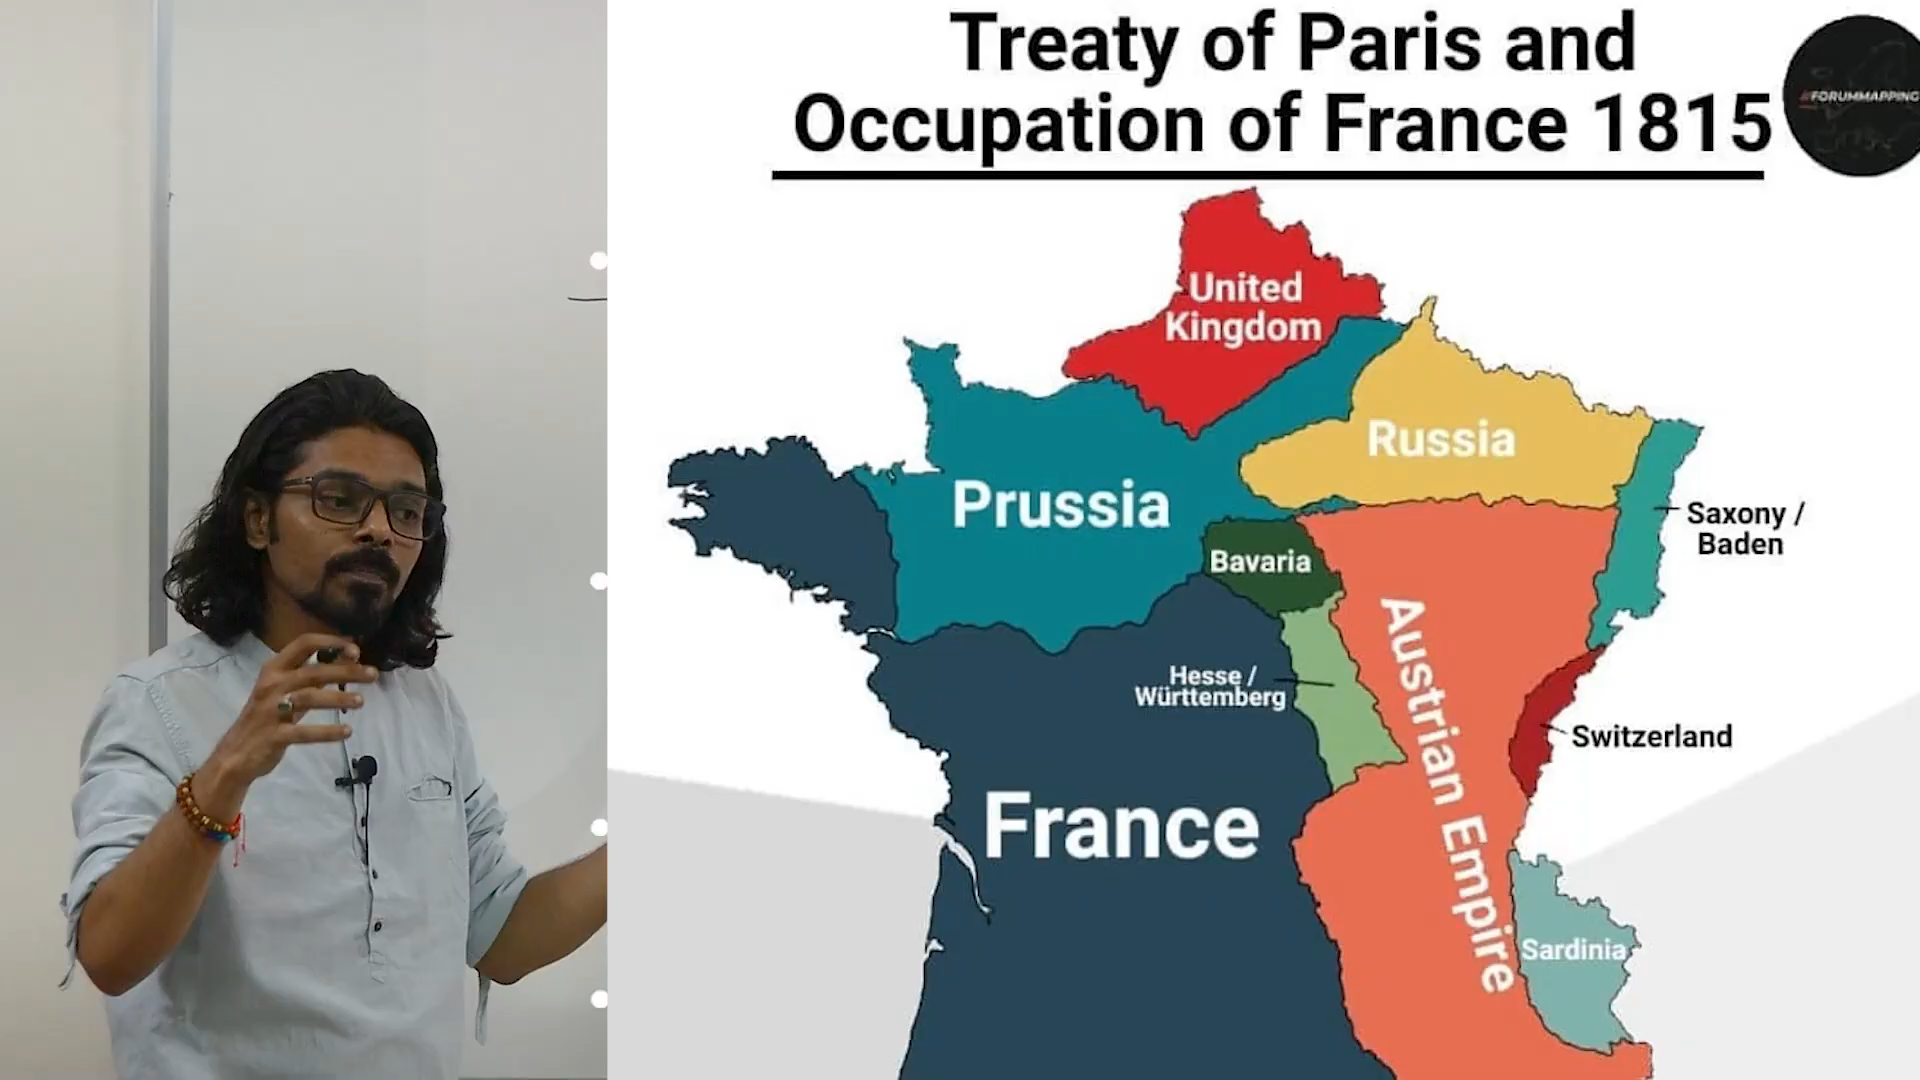 Treaty of Paris and
Occupation of France 1815
#FORUMMAPPING
United
Kingdom
Russia
Prussia
Saxony /
Baden
Bavaria
Hesse /
Württemberg
Austrian Empire
Switzerland
France
Sardinia